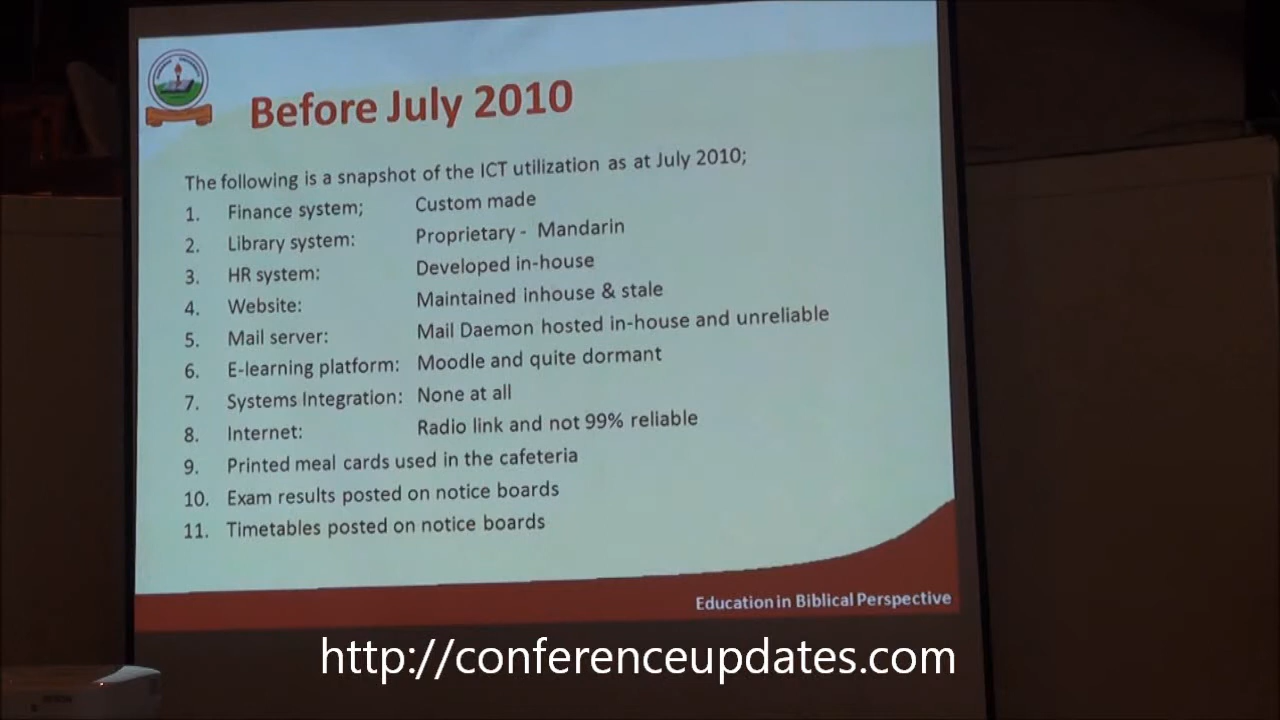 Before July 2010
The following is a snapshot of the ICT utilization as at July 2010;
1. Finance system; Custom made
2. Library system: Proprietary - Mandarin
3. HR system: Developed in-house
4. Website: Maintained inhouse & stale
5. Mail server: Mail Daemon hosted in-house and unreliable
6. E-learning platform: Moodle and quite dormant
7. Systems Integration: None at all
8. Internet: Radio link and not 99% reliable
9. Printed meal cards used in the cafeteria
10. Exam results posted on notice boards
11. Timetables posted on notice boards
Education in Biblical Perspective
http://conferenceupdates.com